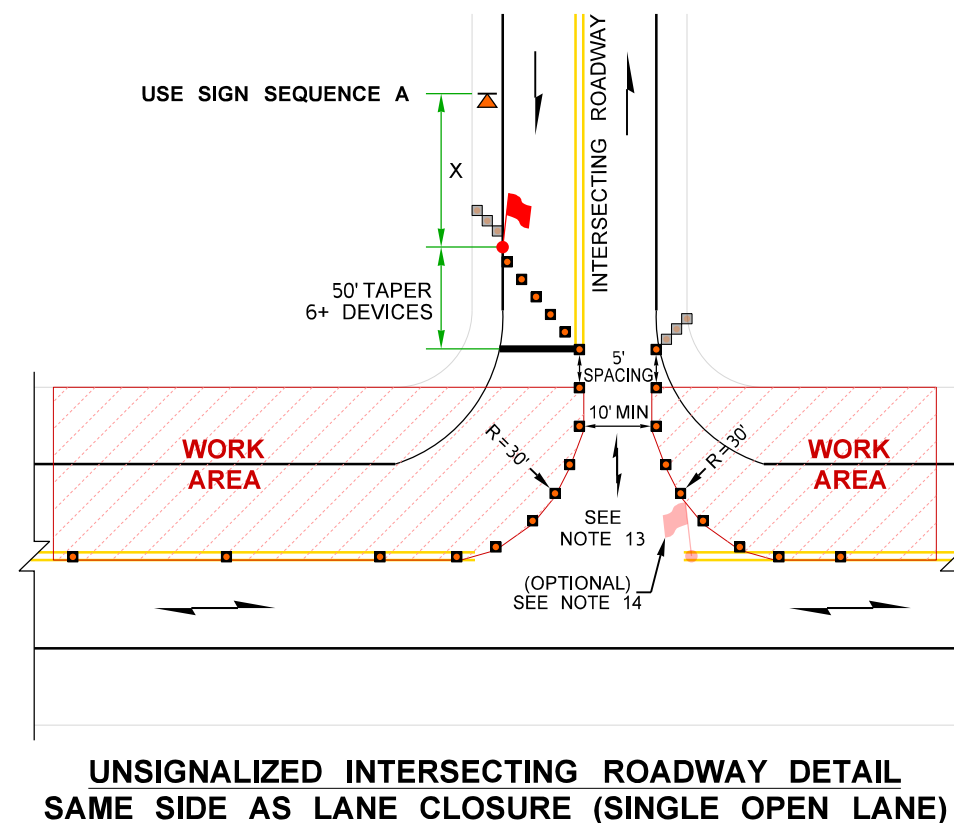 USE SIGN SEQUENCE A
INTERSECTING ROADWAY
X
50' TAPER
6+ DEVICES
5'
SPACING
10' MIN
WORK
AREA
R = 30'
R = 30'
WORK
AREA
SEE
NOTE 13
(OPTIONAL)
SEE NOTE 14
UNSIGNALIZED INTERSECTING ROADWAY DETAIL
SAME SIDE AS LANE CLOSURE (SINGLE OPEN LANE)